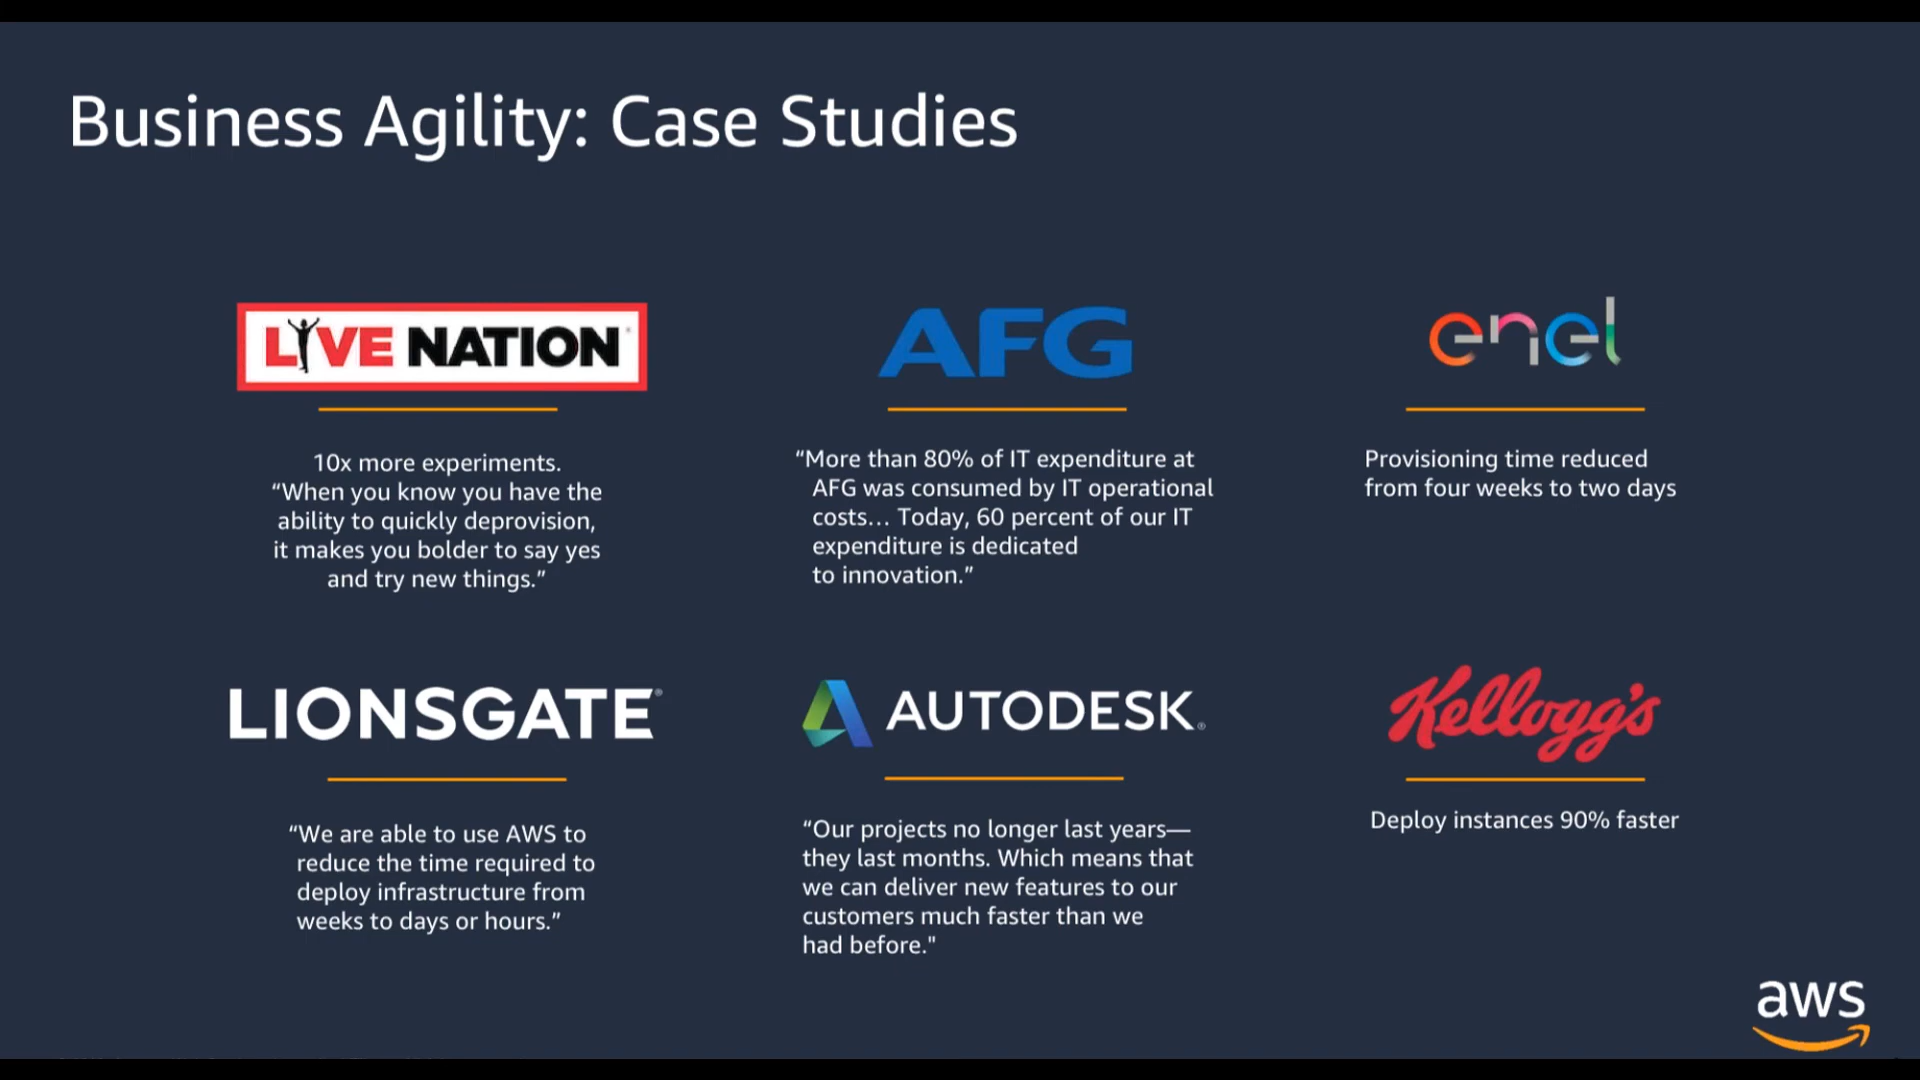 Business Agility: Case Studies
LIVE NATION
10x more experiments.
“When you know you have the
ability to quickly deprovision,
it makes you bolder to say yes
and try new things.”
AFG
“More than 80% of IT expenditure at
AFG was consumed by IT operational
costs... Today, 60 percent of our IT
expenditure is dedicated
to innovation.”
enel
Provisioning time reduced
from four weeks to two days
LIONSGATE®
“We are able to use AWS to
reduce the time required to
deploy infrastructure from
weeks to days or hours.”
AUTODESK®
“Our projects no longer last years—
they last months. Which means that
we can deliver new features to our
customers much faster than we
had before."
Kellogg's
Deploy instances 90% faster
aws